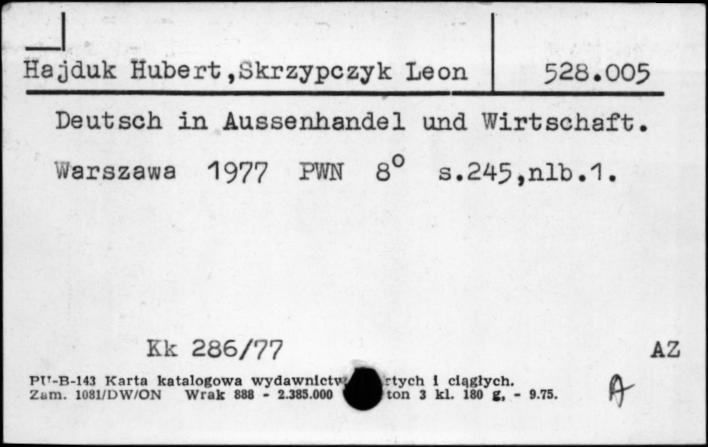 Hajduk Hubert,Skrzypczyk Leon 528.005
Deutsch in Aussenhandel und Wirtschaft.
Warszawa 1977 PWN 8° s.245,nlb.1.
Kk 286/77 AZ
PU-B-143 Karta katalogowa i ciągłych.
Zam. 1081/DW/ON Wrak 888 - 2.385.000 3 kl. 180 g. - 9.75. A